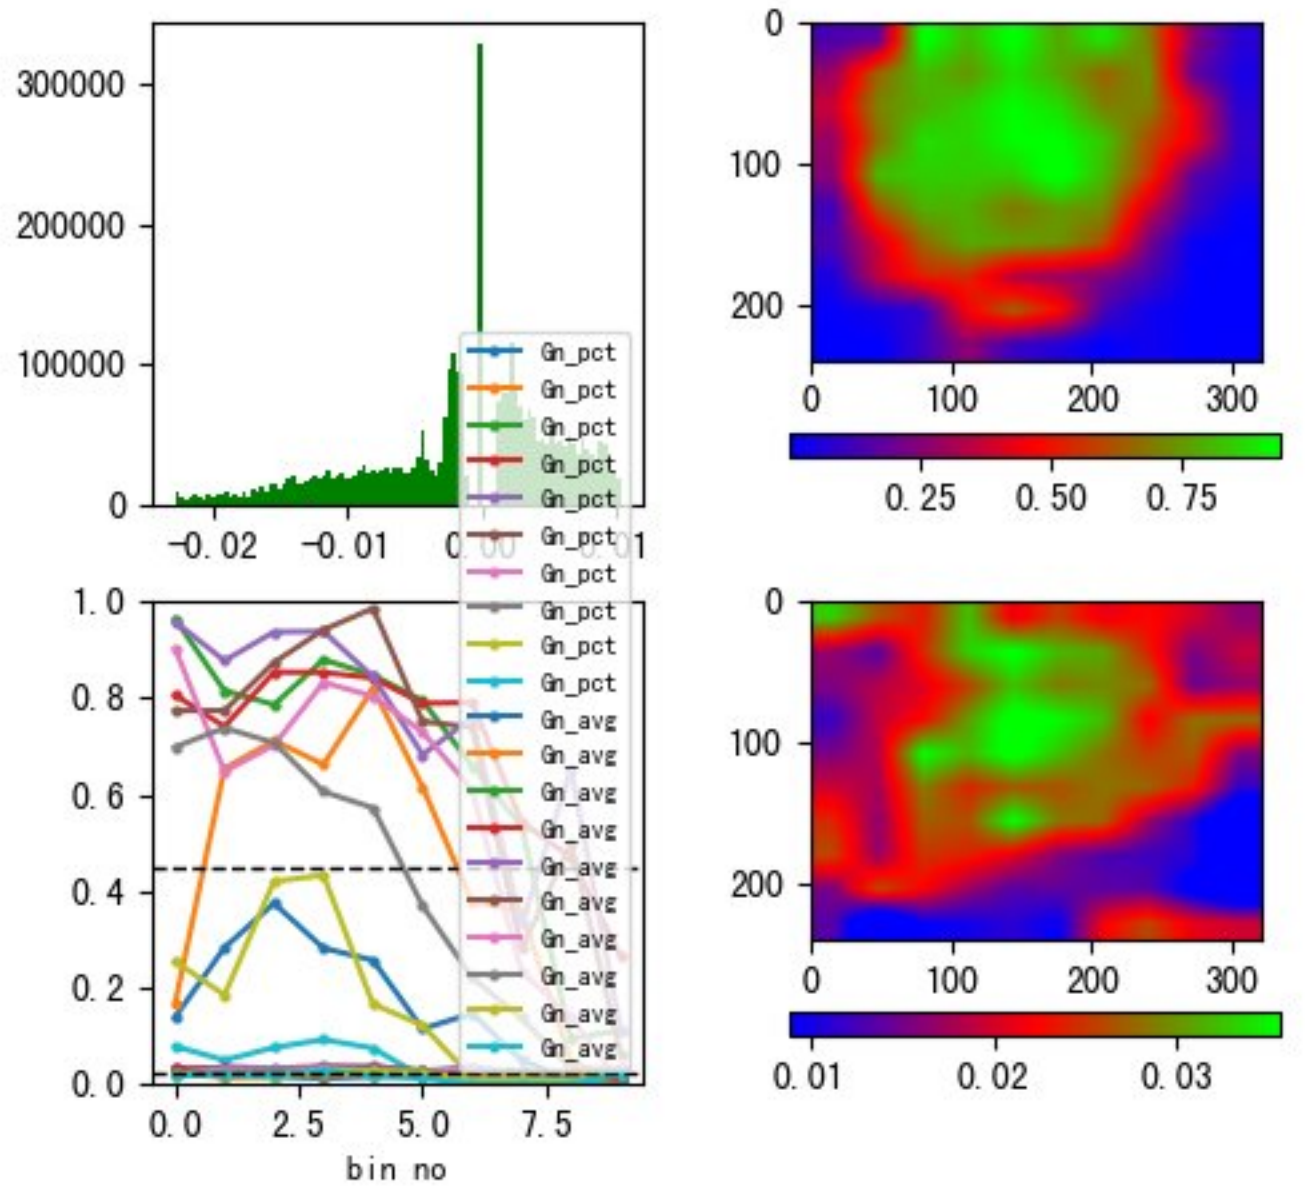 300000
200000
100000
0
-0.02 -0.01 0.00 0.01
0
100
200
0 100 200 300
0.25 0.50 0.75
Gn_pct
Gn_pct
Gn_pct
Gn_pct
Gn_pct
Gn_pct
Gn_pct
Gn_pct
Gn_pct
Gn_pct
Gn_avg
Gn_avg
Gn_avg
Gn_avg
Gn_avg
Gn_avg
Gn_avg
Gn_avg
Gn_avg
Gn_avg
1.0
0.8
0.6
0.4
0.2
0.0
0.0 2.5 5.0 7.5
bin no
0
100
200
0 100 200 300
0.01 0.02 0.03